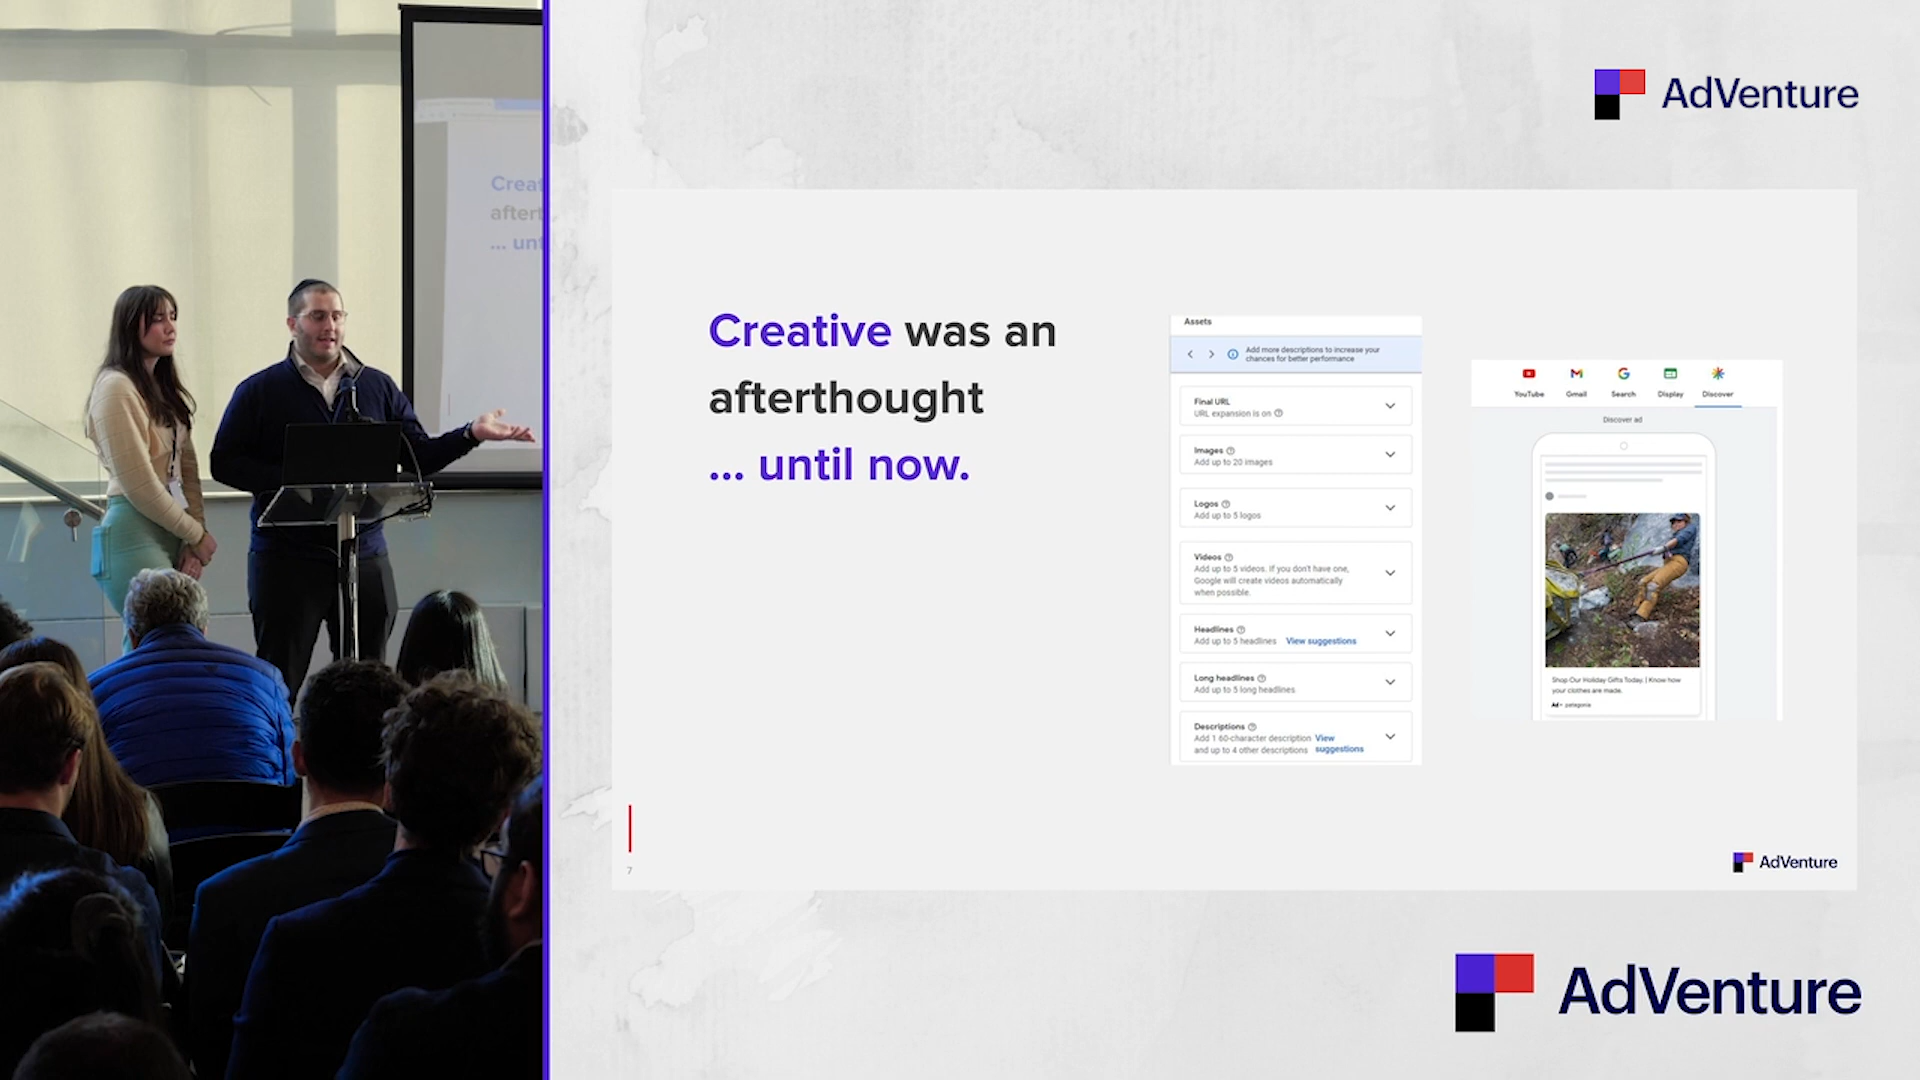 AdVenture
Creat
aftert
... unt
Creative was an
afterthought
... until now.
Assets
Add more descriptions to increase your
chances for better performance
Final URL
URL expansion is on
Images
Add up to 20 images
Logos
Add up to 5 logos
Videos
Add up to 5 videos. If you don't have one,
Google will create videos automatically
when possible.
Headlines
Add up to 5 headlines View suggestions
Long headlines
Add up to 5 long headlines
Descriptions
Add 1 60-character description View
and up to 4 other descriptions suggestions
YouTube Gmail Search Display Discover
Discover ad
Shop Our Holiday Gifts Today. | Know how
your clothes are made.
Ad • patagonia
7
AdVenture
AdVenture